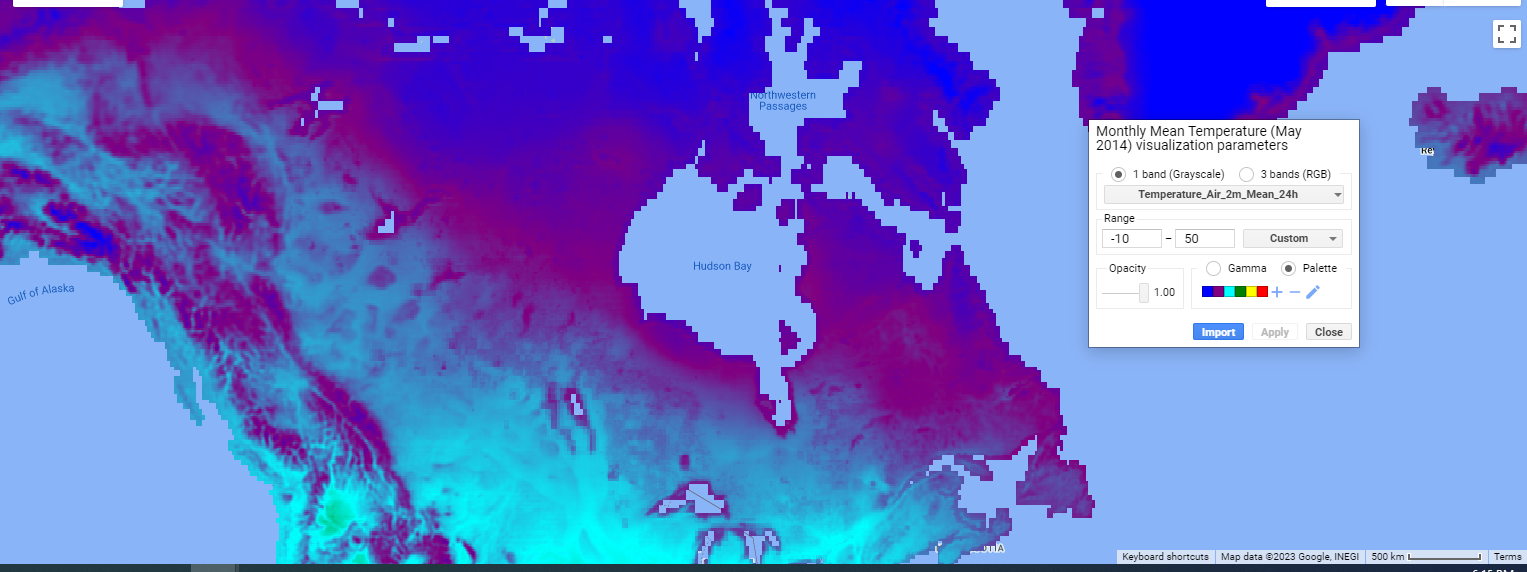 Northwestern
Passages
Monthly Mean Temperature (May
2014) visualization parameters
1 band (Grayscale)
3 bands (RGB)
Temperature_Air_2m_Mean_24h
Range
-10
–
50
Custom
Opacity
1.00
Gamma
Palette
Import
Apply
Close
Re
Hudson Bay
Gulf of Alaska
Keyboard shortcuts
Map data ©2023 Google, INEGI
500 km
Terms